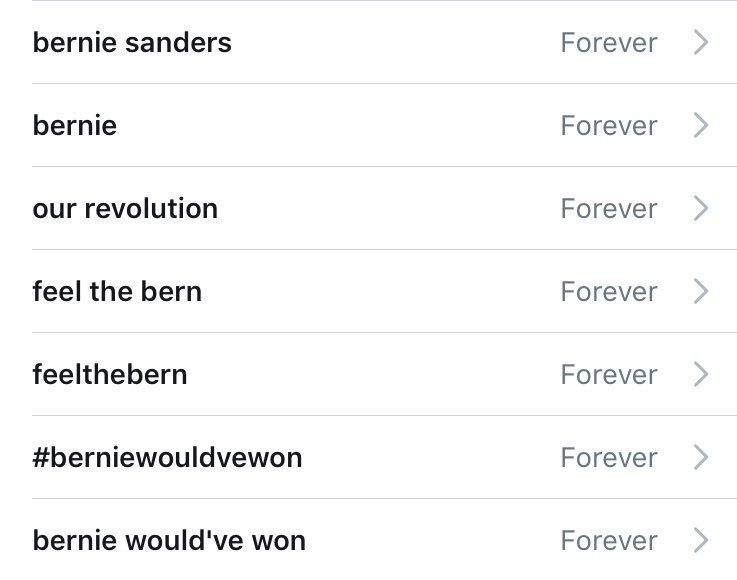 bernie sanders Forever
bernie Forever
our revolution Forever
feel the bern Forever
feelthebern Forever
#berniewouldvewon Forever
bernie would've won Forever